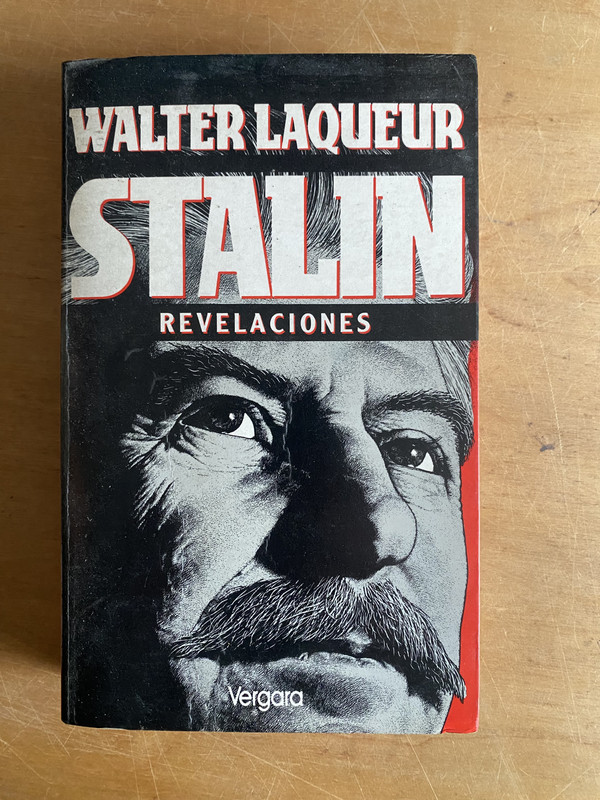 WALTER LAQUEUR
STALIN
REVELACIONES
Vergara